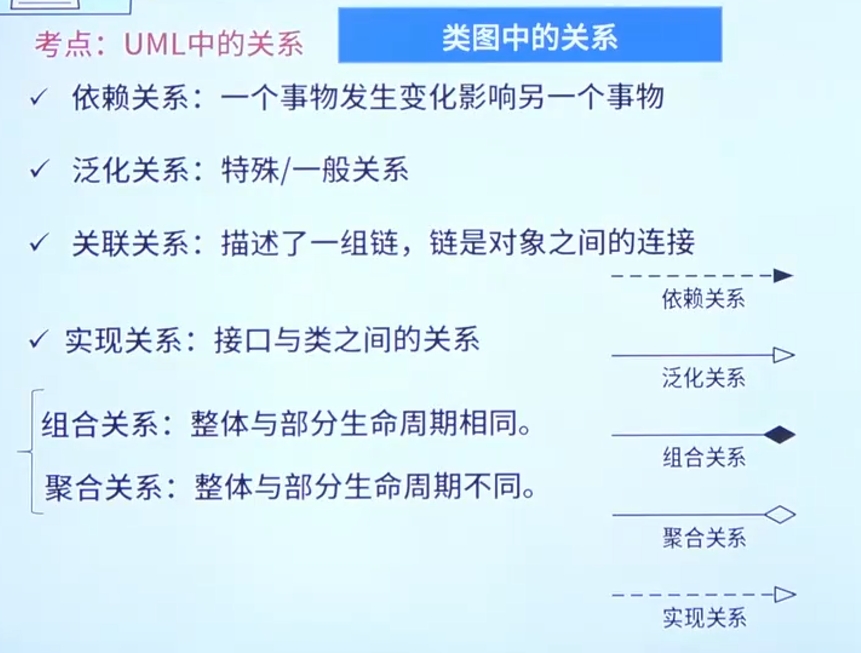 考点：UML中的关系
类图中的关系
✓ 依赖关系：一个事物发生变化影响另一个事物
✓ 泛化关系：特殊/一般关系
✓ 关联关系：描述了一组链，链是对象之间的连接
依赖关系
✓ 实现关系：接口与类之间的关系
泛化关系
组合关系：整体与部分生命周期相同。
组合关系
聚合关系：整体与部分生命周期不同。
聚合关系
实现关系